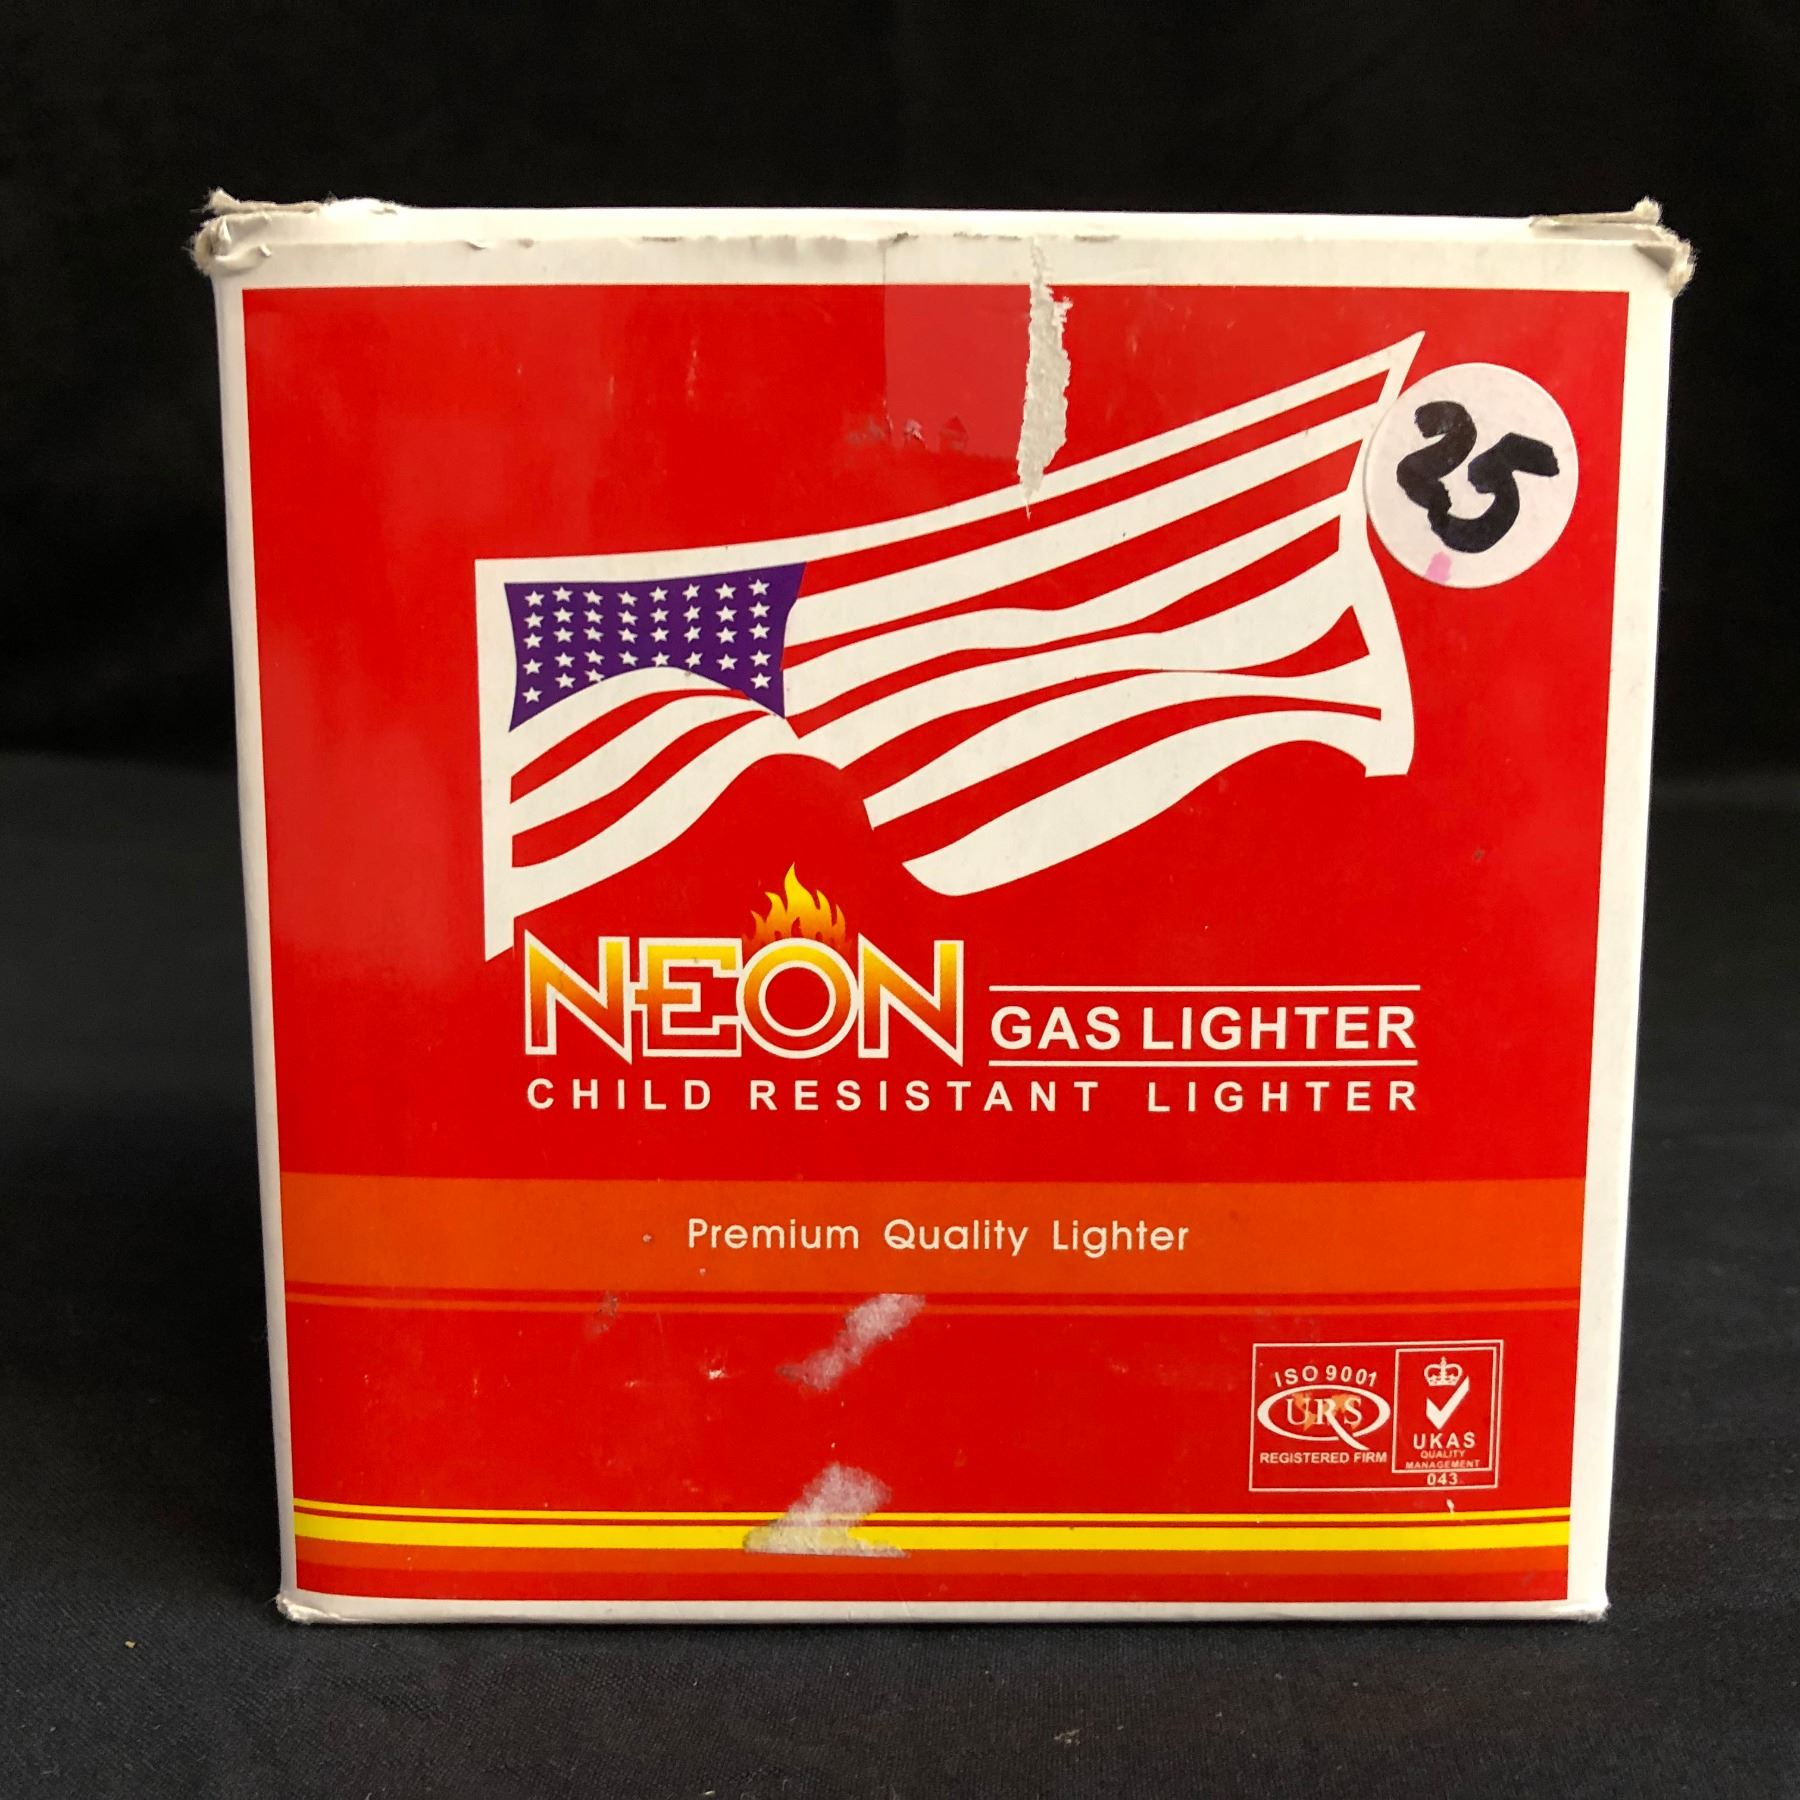 25
NEON GAS LIGHTER
CHILD RESISTANT LIGHTER
Premium Quality Lighter
ISO 9001
URS
REGISTERED FIRM
UKAS
QUALITY
MANAGEMENT
043